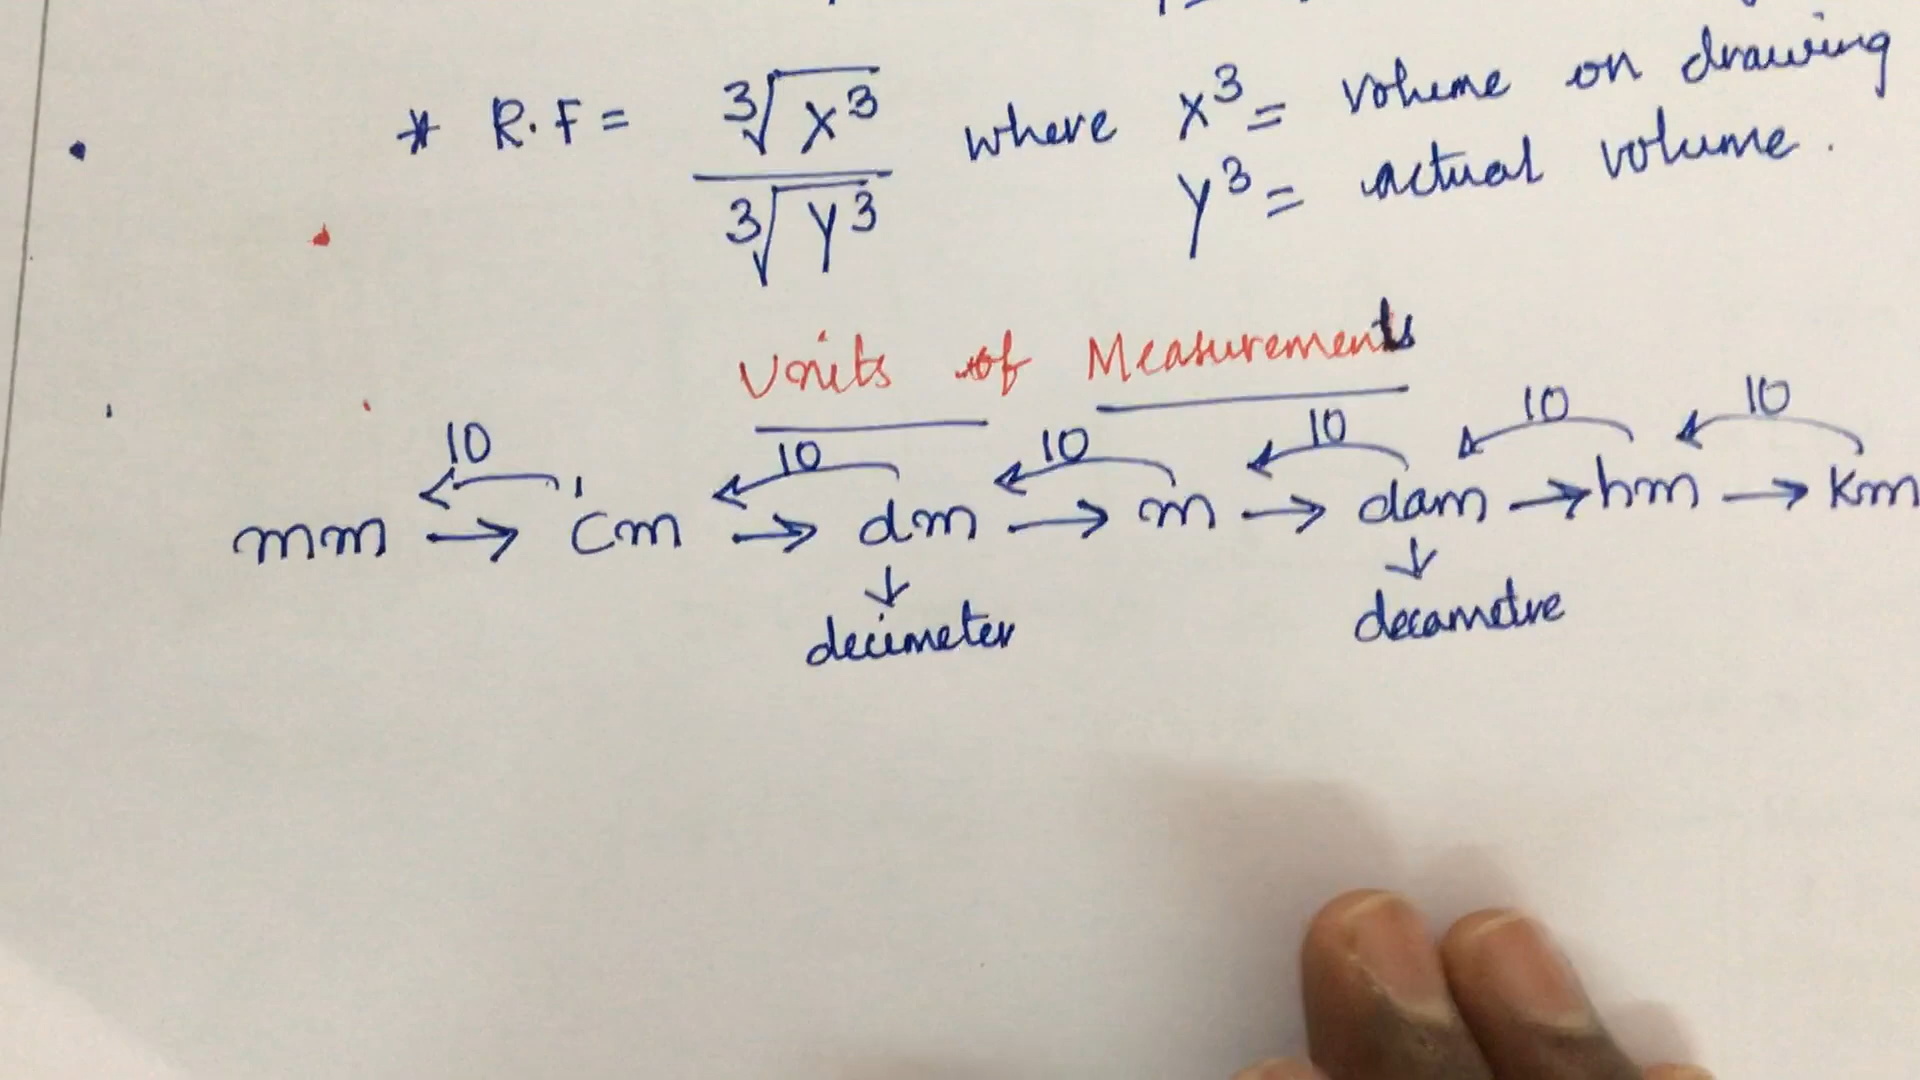 * R.F = ∛x³ / ∛y³ where x³ = volume on drawing
y³ = actual volume.
Units of Measurements
10 10 10 10 10 10
mm → cm → dm → m → dam → hm → km
↓ ↓
decimeter decametre